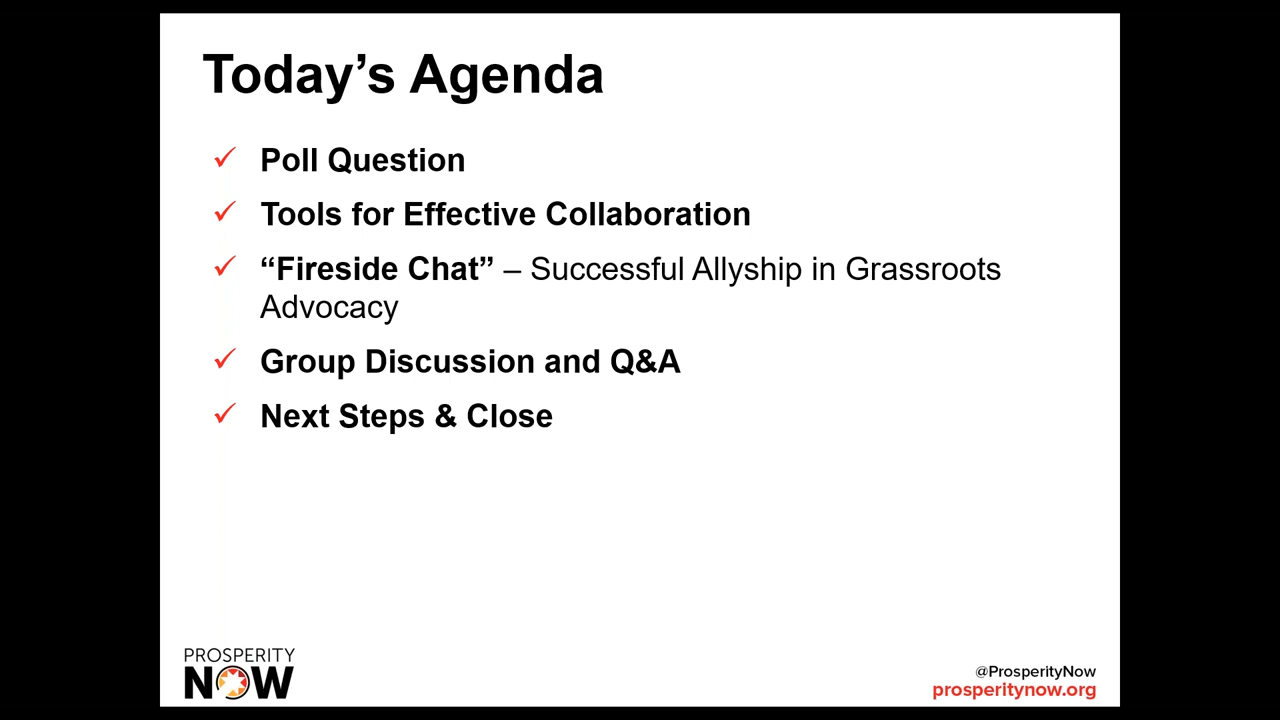 Today’s Agenda
Poll Question
Tools for Effective Collaboration
“Fireside Chat” – Successful Allyship in Grassroots
Advocacy
Group Discussion and Q&A
Next Steps & Close
PROSPERITY
NOW
@ProsperityNow
prosperitynow.org